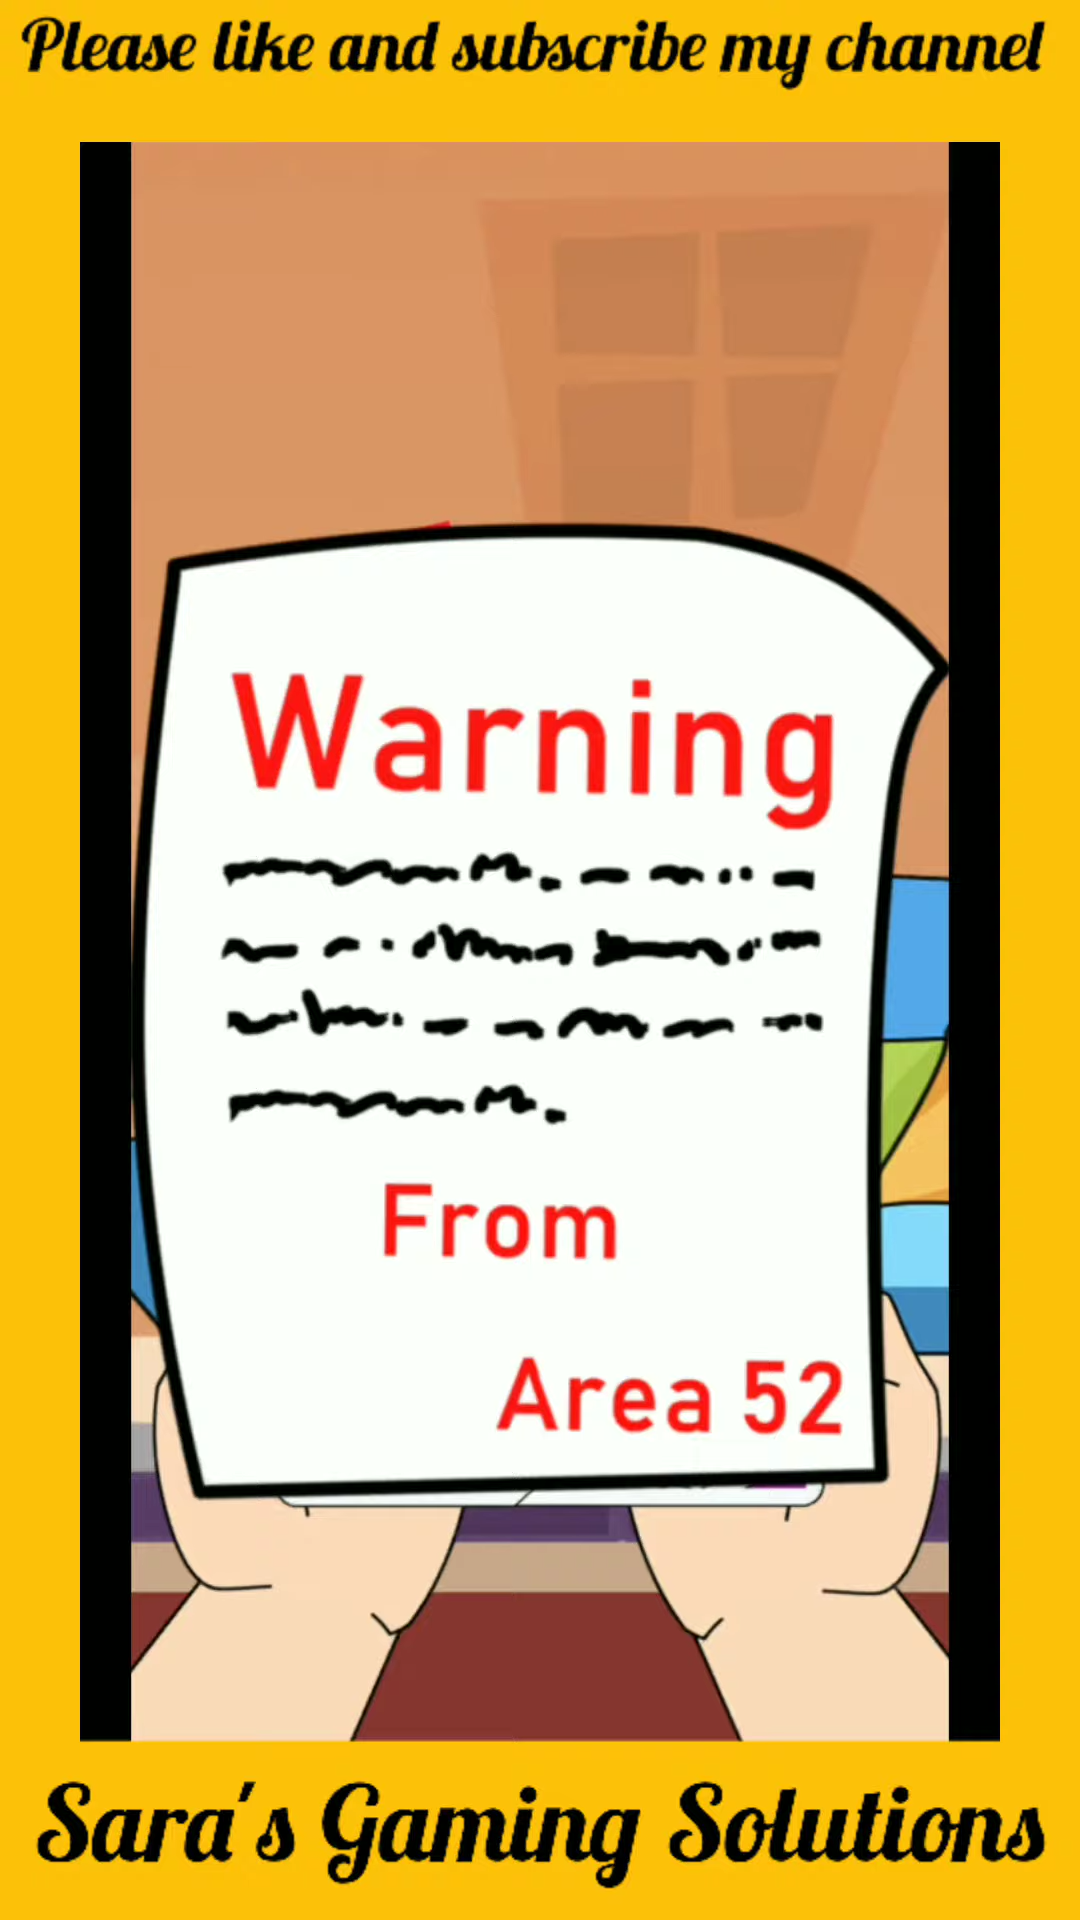 Please like and subscribe my channel
Warning
From
Area 52
Sara's Gaming Solutions